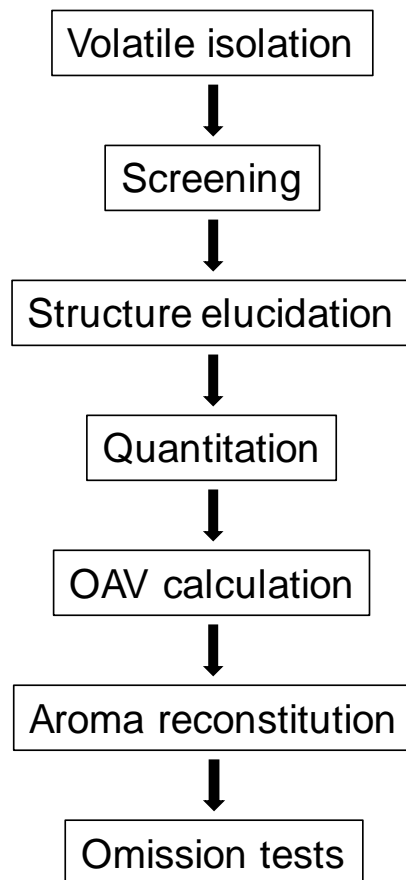 Volatile isolation
Screening
Structure elucidation
Quantitation
OAV calculation
Aroma reconstitution
Omission tests